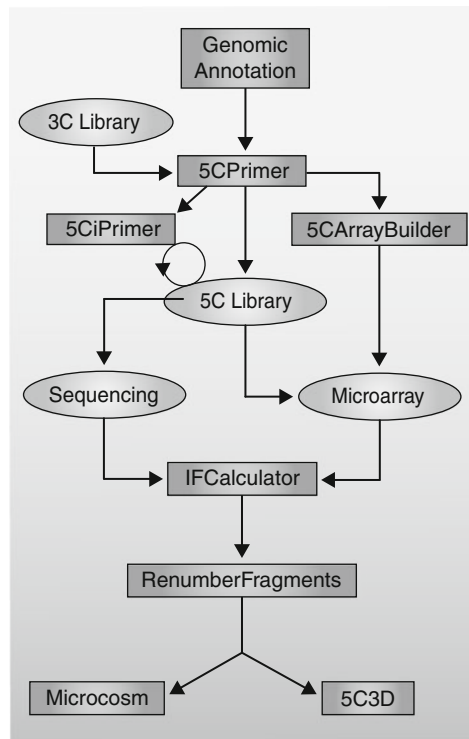 Genomic
Annotation
3C Library
5CPrimer
5CiPrimer
5CArrayBuilder
5C Library
Sequencing
Microarray
IFCalculator
RenumberFragments
Microcosm
5C3D